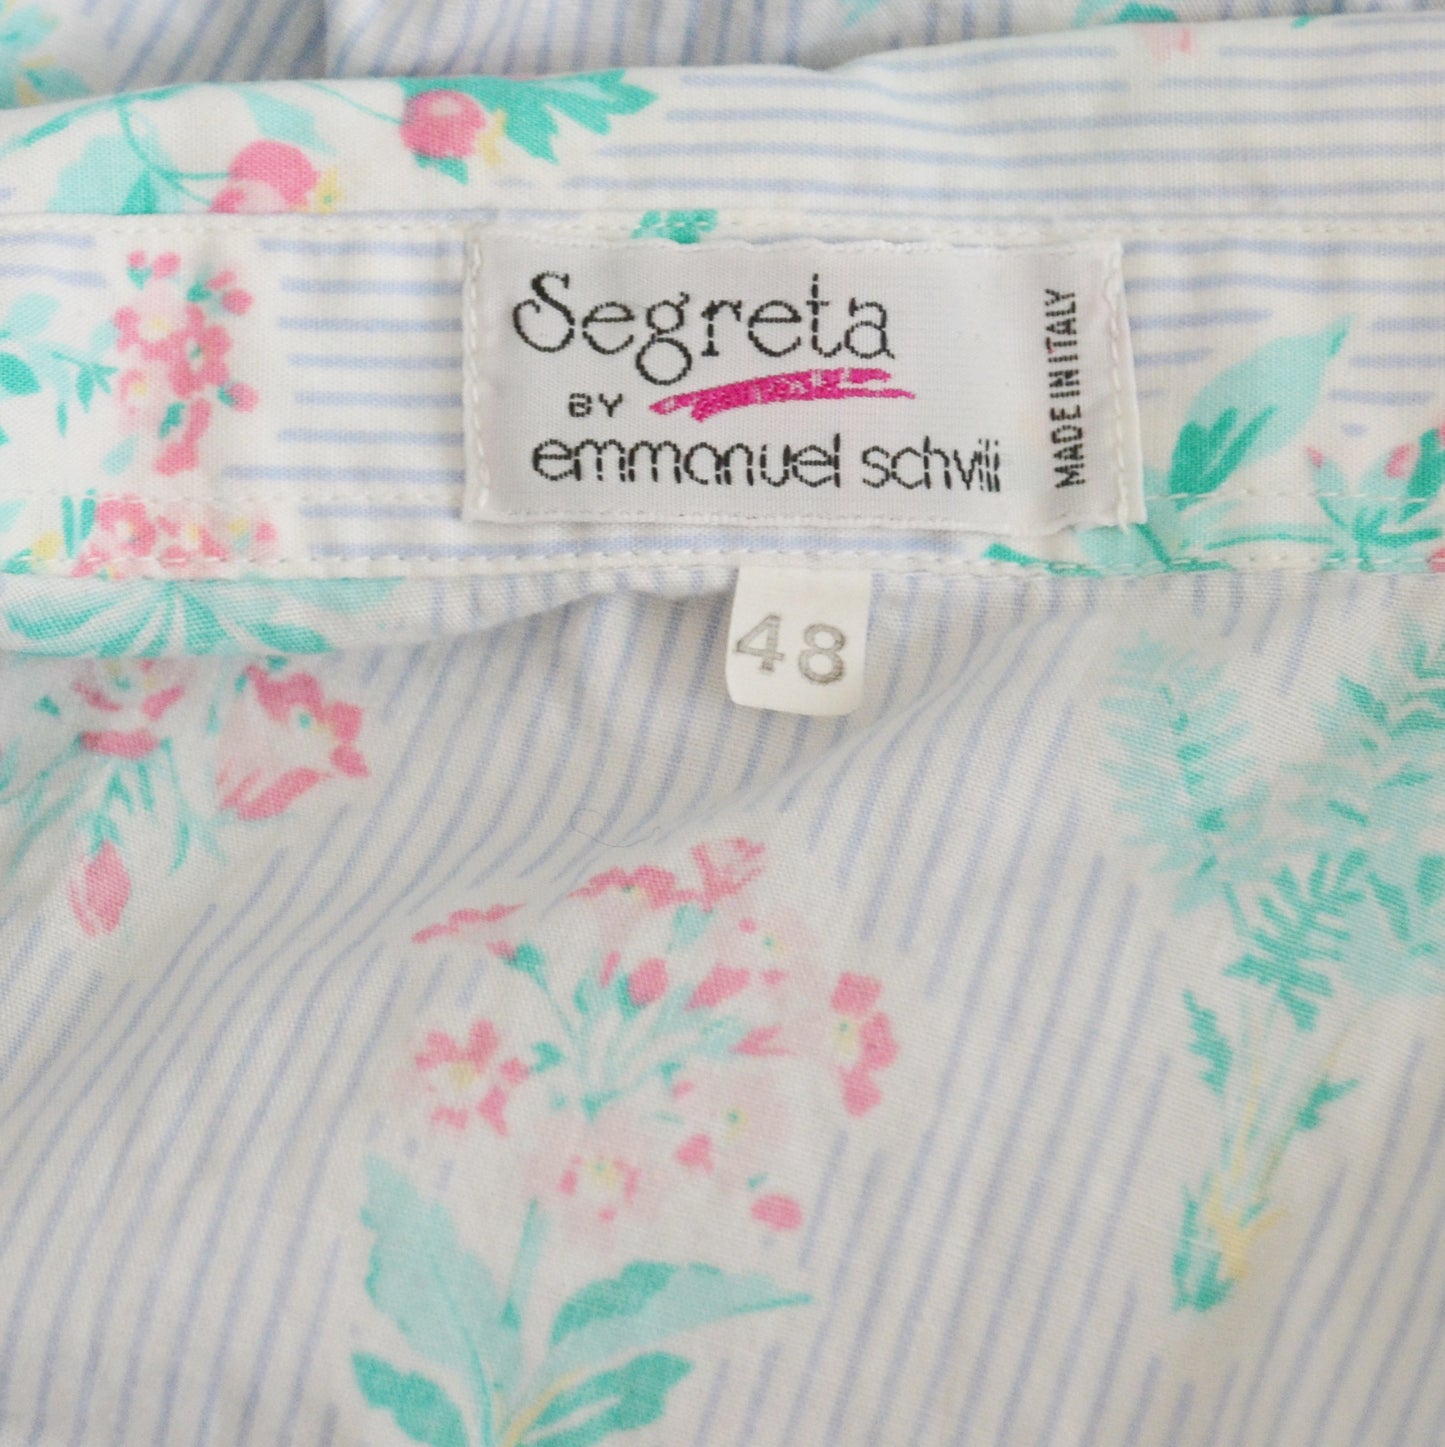 Segreta
BY
emmanuel schvili
MADE IN ITALY
48